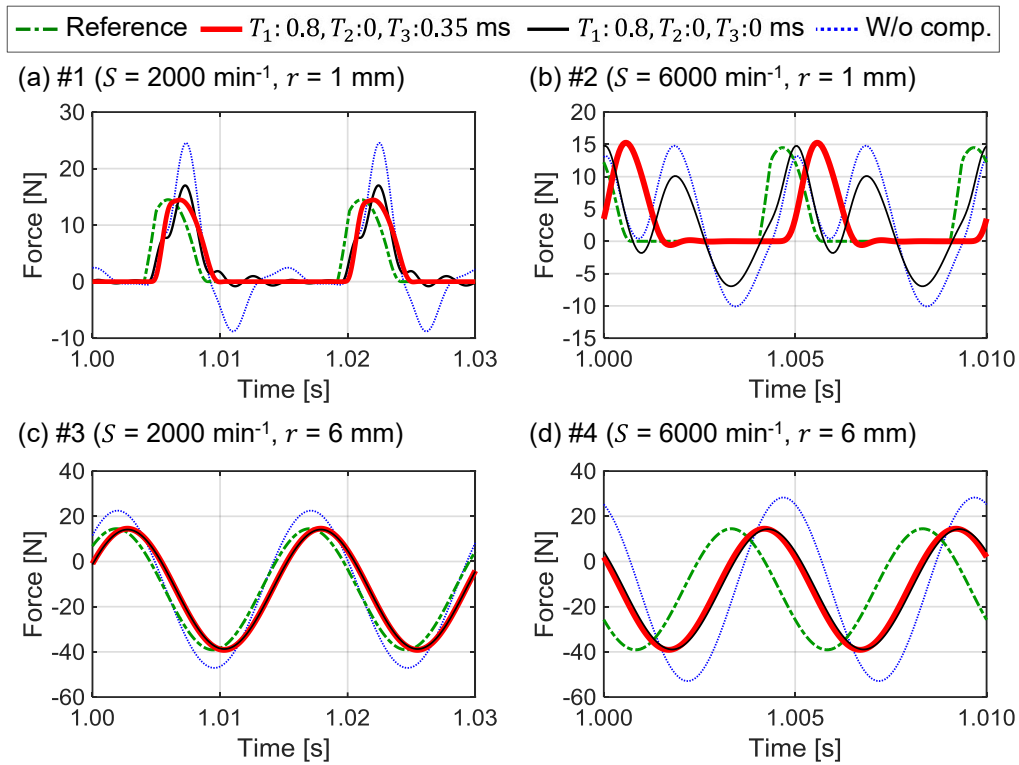 Reference T₁: 0.8, T₂:0, T₃:0.35 ms T₁: 0.8, T₂:0, T₃:0 ms W/o comp.
(a) #1 (S = 2000 min⁻¹, r = 1 mm)
30
20
10
0
-10
Force [N]
1.00 1.01 1.02 1.03
Time [s]
(b) #2 (S = 6000 min⁻¹, r = 1 mm)
20
15
10
5
0
-5
-10
-15
Force [N]
1.000 1.005 1.010
Time [s]
(c) #3 (S = 2000 min⁻¹, r = 6 mm)
40
20
0
-20
-40
-60
Force [N]
1.00 1.01 1.02 1.03
Time [s]
(d) #4 (S = 6000 min⁻¹, r = 6 mm)
40
20
0
-20
-40
-60
Force [N]
1.000 1.005 1.010
Time [s]